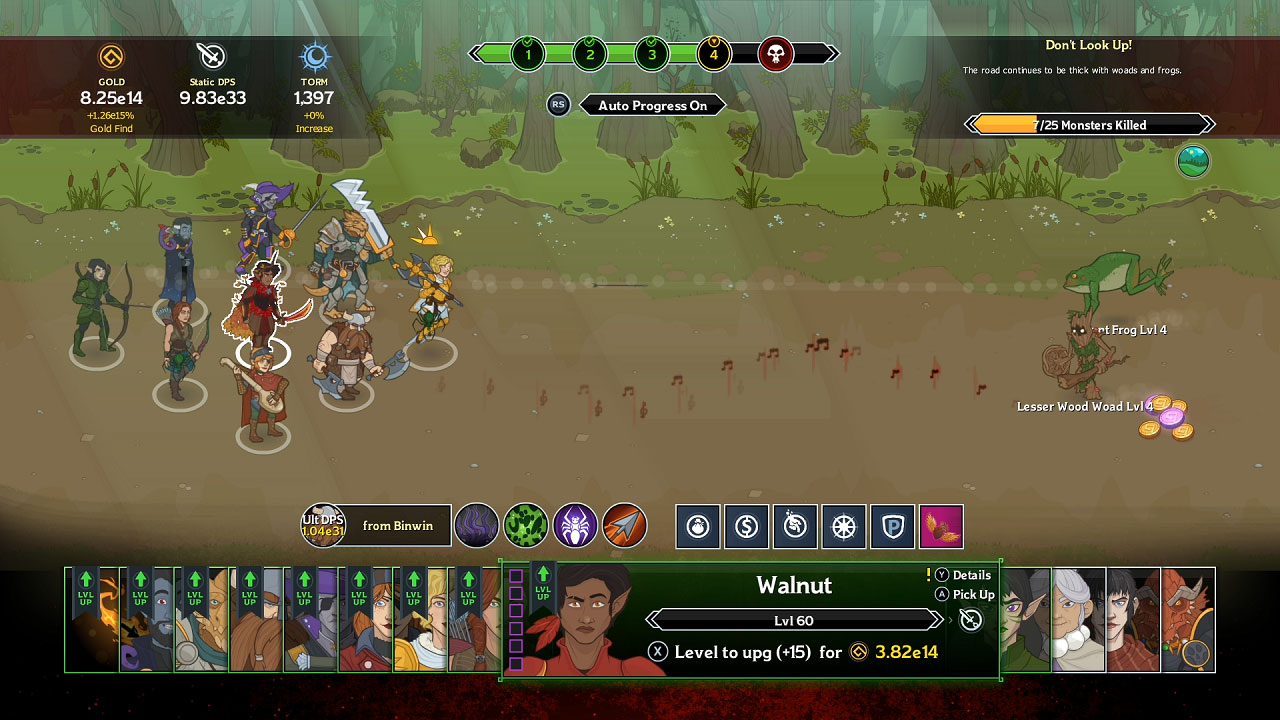 GOLD
8.25e14
+1.26e15%
Gold Find
Static DPS
9.83e33
TORM
1,397
+0%
Increase
1
2
3
4
RS
Auto Progress On
Don't Look Up!
The road continues to be thick with woads and frogs.
7/25 Monsters Killed
Frog Lvl 4
Lesser Wood Woad Lvl 4
Ult DPS
1.04e31
from Binwin
$
P
LVL
UP
LVL
UP
LVL
UP
LVL
UP
LVL
UP
LVL
UP
LVL
UP
LVL
UP
LVL
UP
Walnut
Lvl 60
X Level to upg (+15) for 3.82e14
! Y Details
A Pick Up